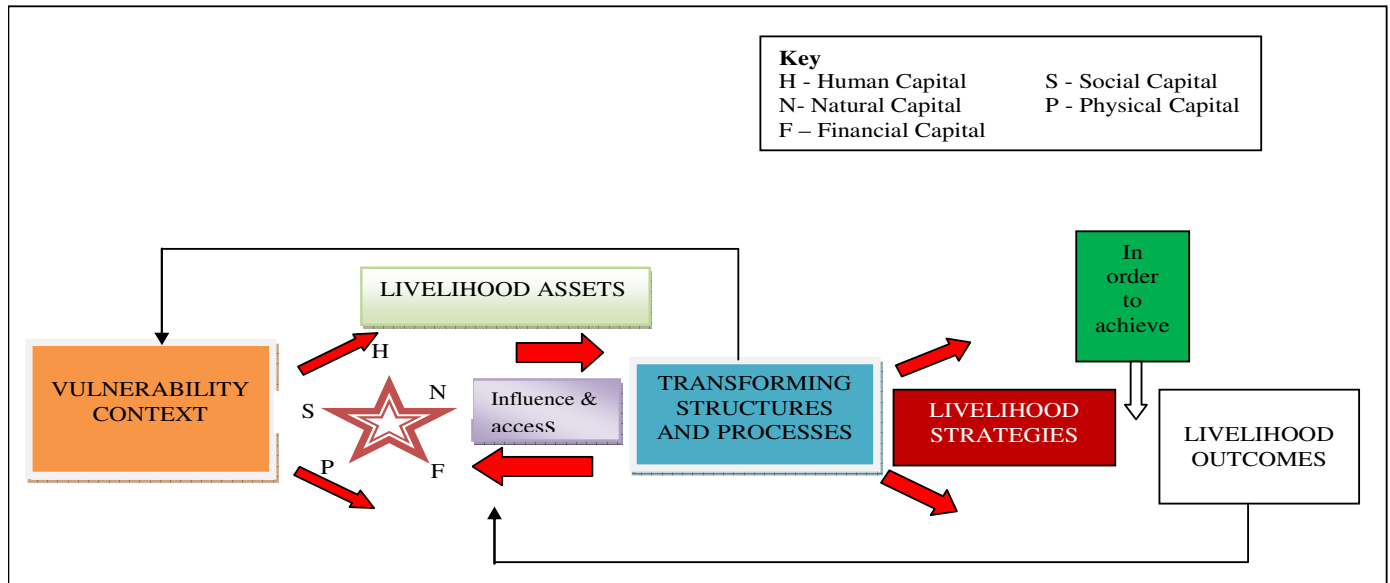 Key
H - Human Capital S - Social Capital
N- Natural Capital P - Physical Capital
F – Financial Capital
In
order
to
achieve
LIVELIHOOD ASSETS
H
VULNERABILITY
CONTEXT
S
N
P
F
Influence &
access
TRANSFORMING
STRUCTURES
AND PROCESSES
LIVELIHOOD
STRATEGIES
LIVELIHOOD
OUTCOMES